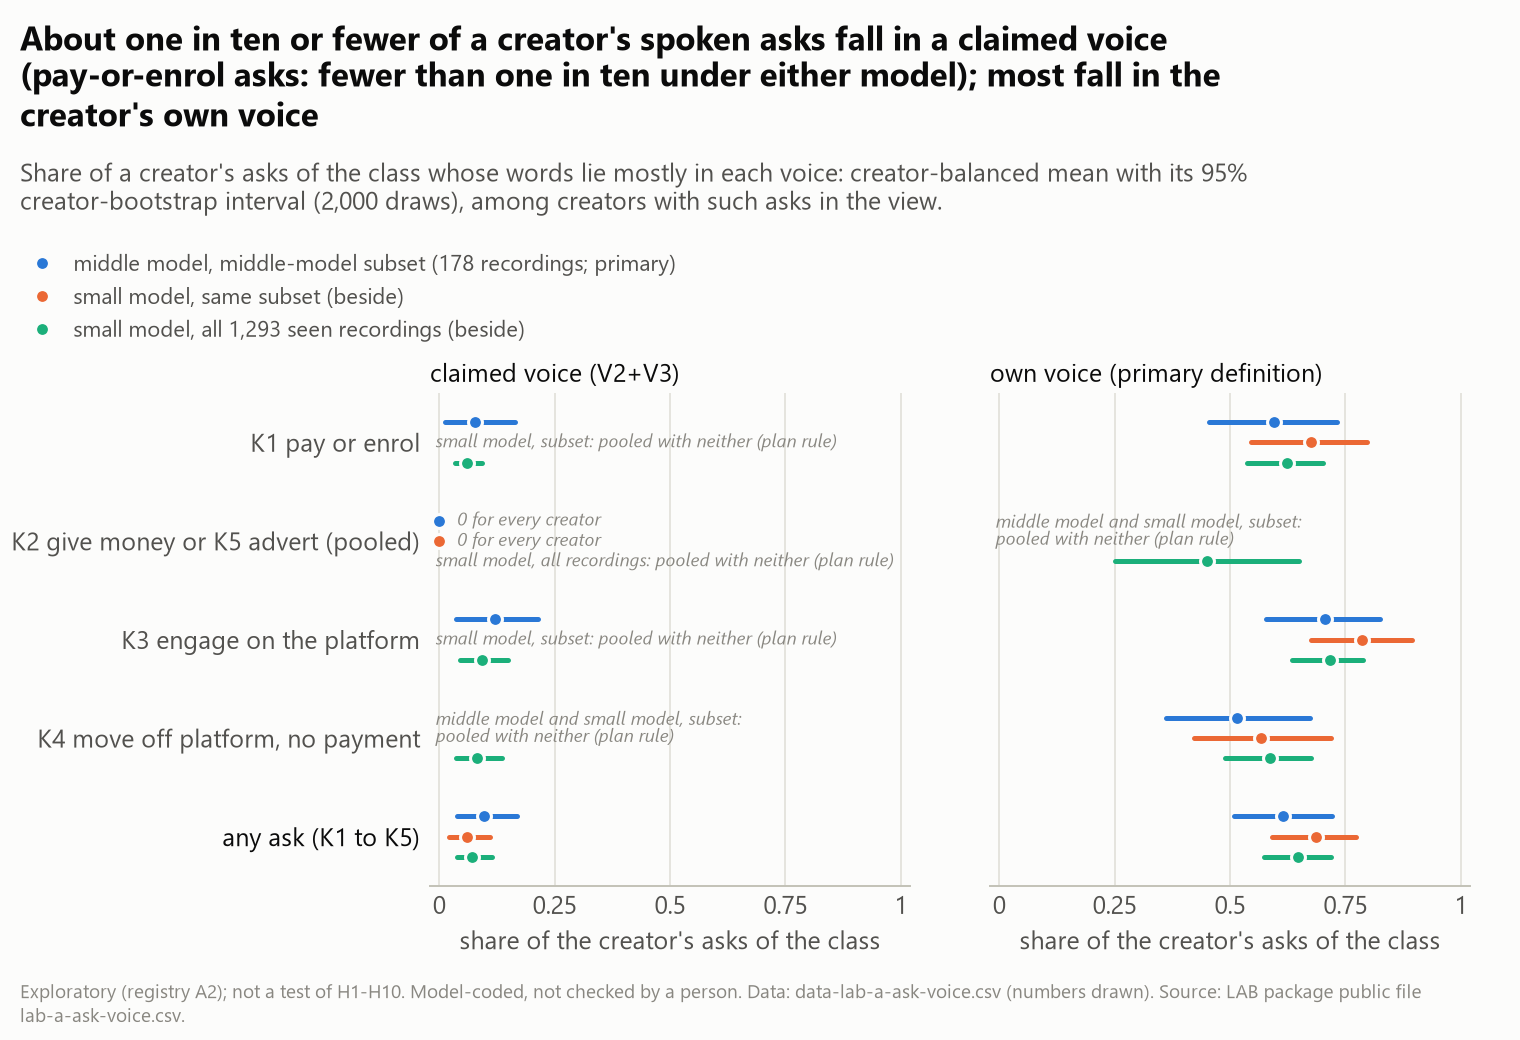 About one in ten or fewer of a creator's spoken asks fall in a claimed voice
(pay-or-enrol asks: fewer than one in ten under either model); most fall in the
creator's own voice
Share of a creator's asks of the class whose words lie mostly in each voice: creator-balanced mean with its 95%
creator-bootstrap interval (2,000 draws), among creators with such asks in the view.
middle model, middle-model subset (178 recordings; primary)
small model, same subset (beside)
small model, all 1,293 seen recordings (beside)
claimed voice (V2+V3)
own voice (primary definition)
K1 pay or enrol
small model, subset: pooled with neither (plan rule)
K2 give money or K5 advert (pooled)
0 for every creator
0 for every creator
small model, all recordings: pooled with neither (plan rule)
middle model and small model, subset:
pooled with neither (plan rule)
K3 engage on the platform
small model, subset: pooled with neither (plan rule)
K4 move off platform, no payment
middle model and small model, subset:
pooled with neither (plan rule)
any ask (K1 to K5)
0 0.25 0.5 0.75 1
0 0.25 0.5 0.75 1
share of the creator's asks of the class
share of the creator's asks of the class
Exploratory (registry A2); not a test of H1-H10. Model-coded, not checked by a person. Data: data-lab-a-ask-voice.csv (numbers drawn). Source: LAB package public file
lab-a-ask-voice.csv.